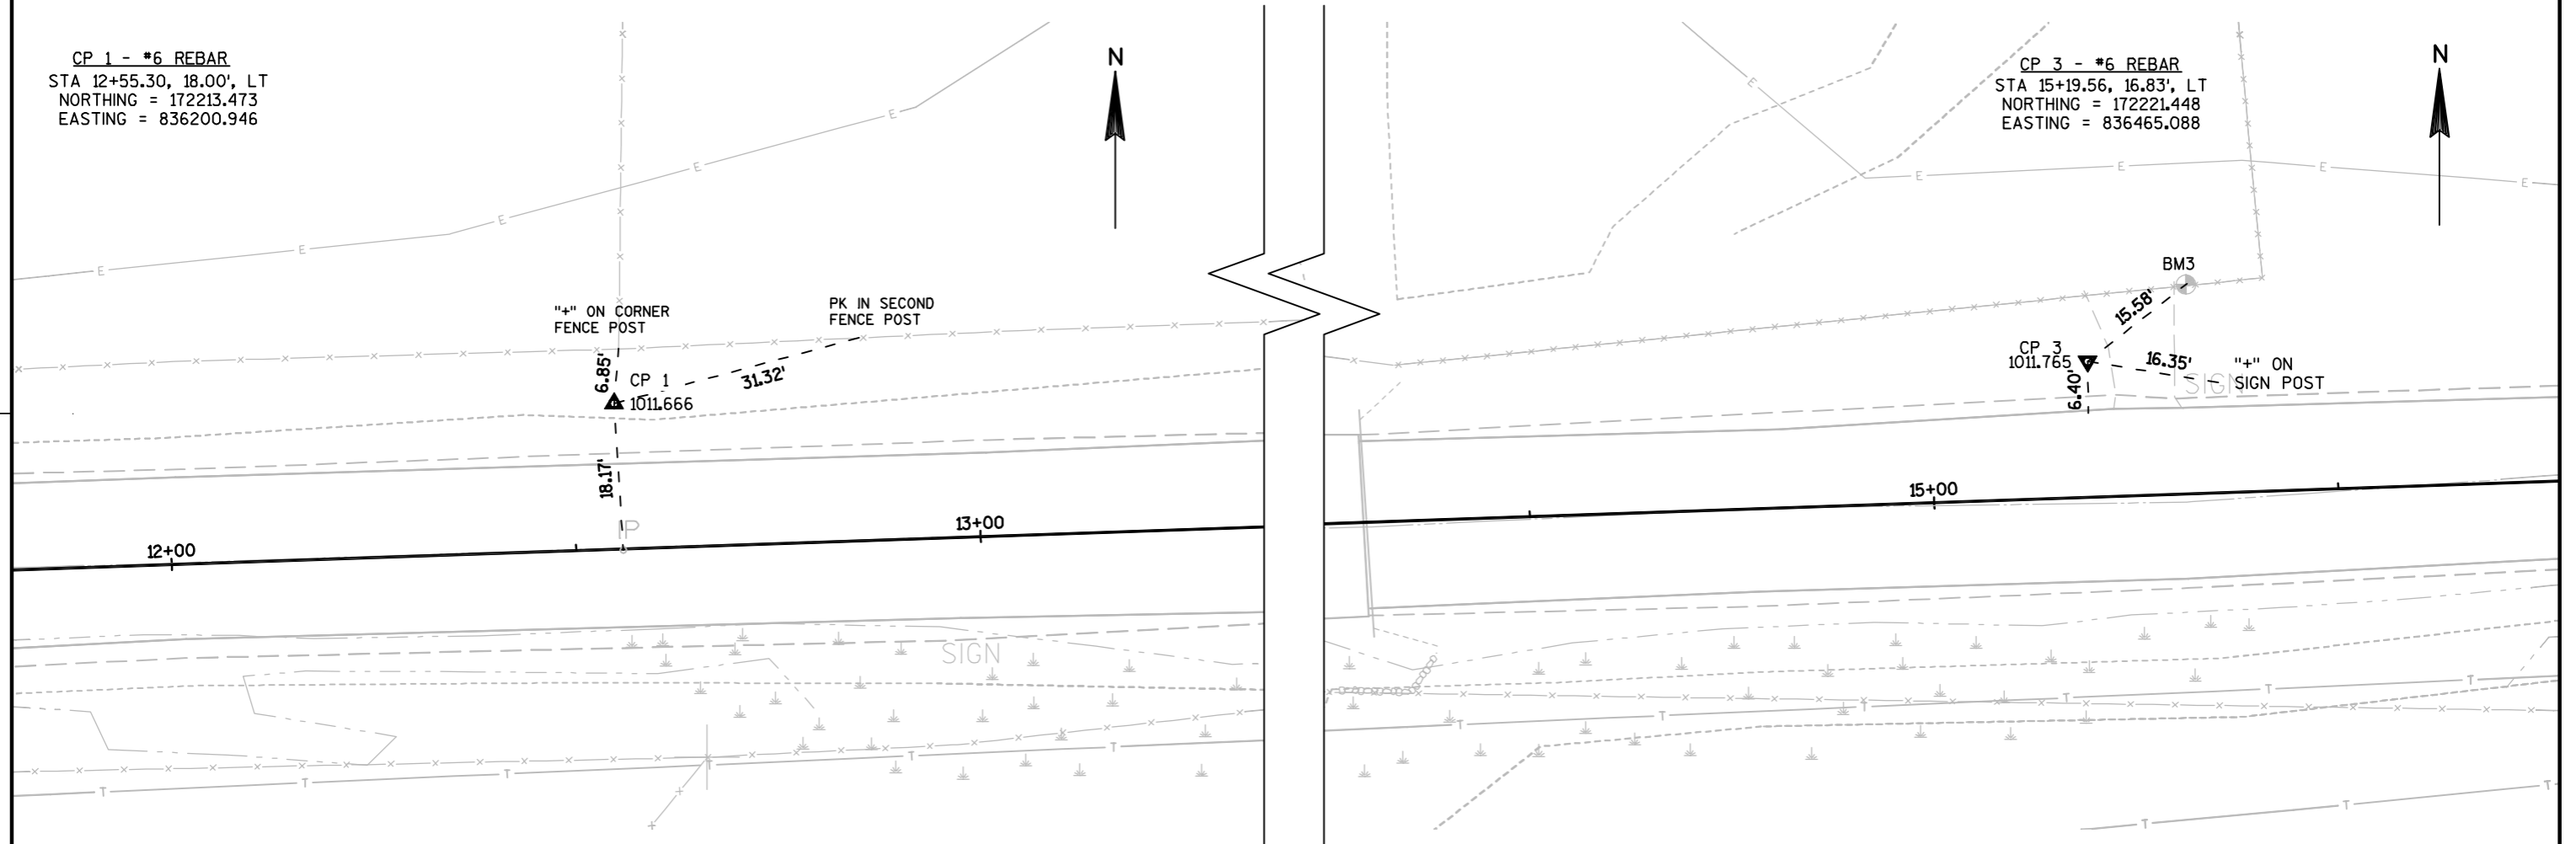 CP 1 - #6 REBAR
STA 12+55.30, 18.00', LT
NORTHING = 172213.473
EASTING = 836200.946
N
CP 3 - #6 REBAR
STA 15+19.56, 16.83', LT
NORTHING = 172221.448
EASTING = 836465.088
N
E
E
E
E
E
E
E
E
E
E
E
"+" ON CORNER
FENCE POST
PK IN SECOND
FENCE POST
6.85'
CP 1
1011.666
31.32'
18.17'
IP
12+00
13+00
BM3
15.58'
CP 3
1011.765
16.35'
"+" ON
SIGN POST
SIGN
6.40'
15+00
SIGN
T
T
T
T
T
T
T
T
T
T
T
T
T
T